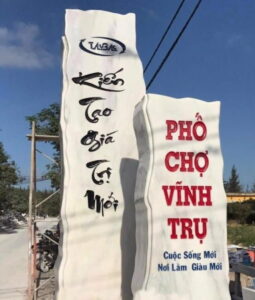 TAYBAC
Kiến
Tạo
Giá
Trị
Mới
PHỐ
CHỢ
VĨNH
TRỤ
Cuộc Sống Mới
Nơi Làm Giàu Mới